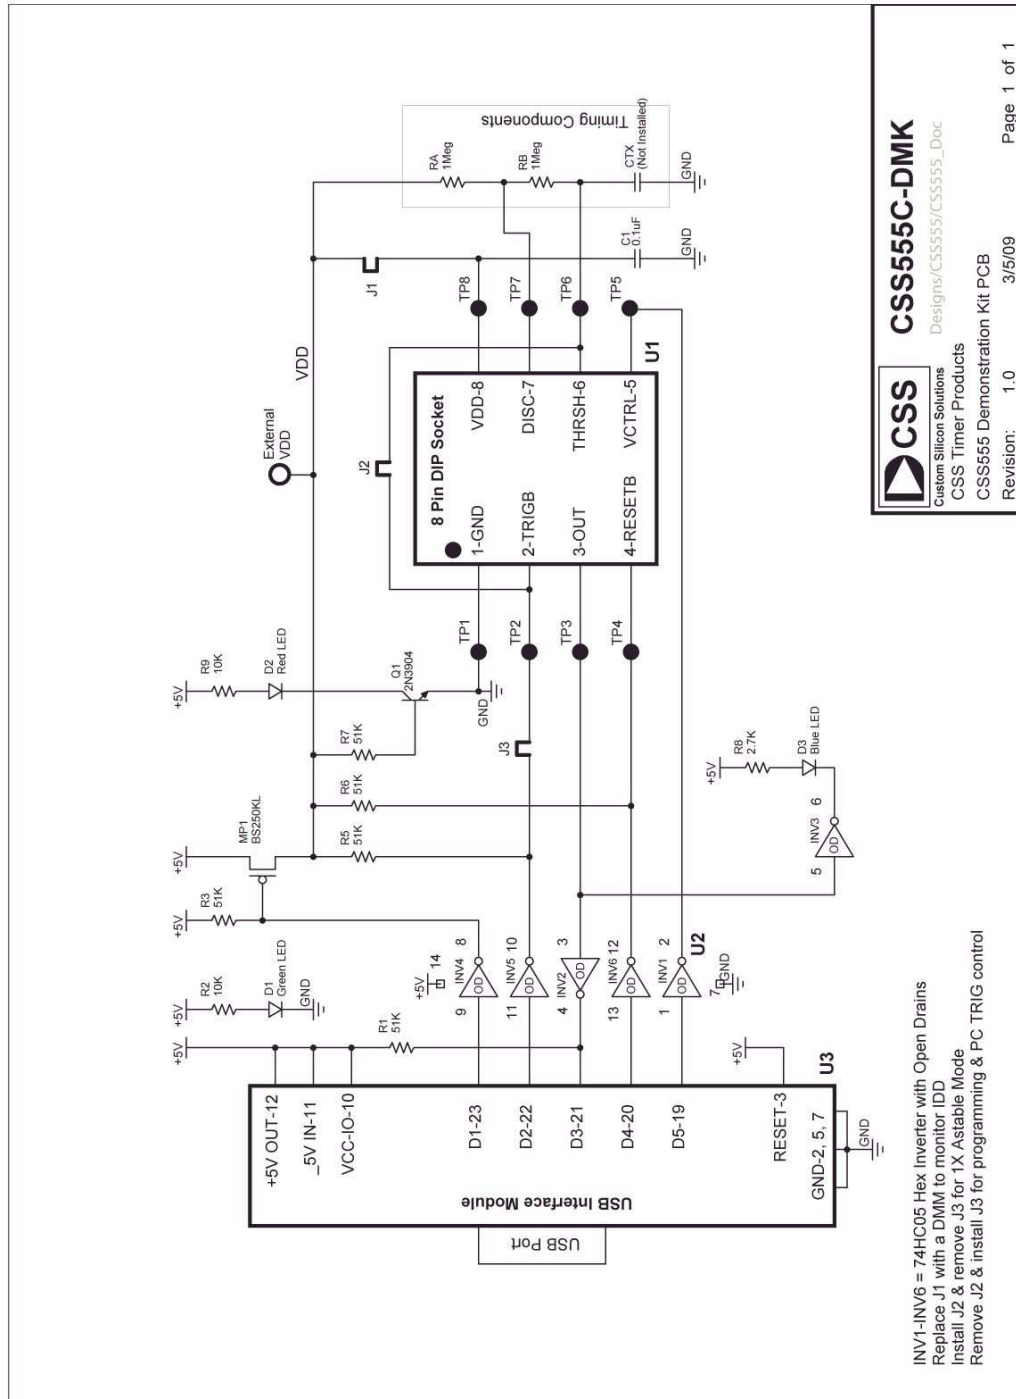 +5V
R2
10K
D1
Green LED
GND
+5V
+5V
R3
51K
+5V
MP1
BS250KL
R5
51K
R6
51K
R7
51K
+5V
R9
10K
D2
Red LED
Q1
2N3904
External
VDD
VDD
J1
J2
J3
GND
R1
51K
+5V OUT-12
_5V IN-11
VCC-IO-10
D1-23
D2-22
D3-21
D4-20
D5-19
RESET-3
GND-2, 5, 7
U3
GND
+5V
USB Interface Module
USB Port
+5V
14
9
INV4
OD
8
11
INV5
OD
10
4
INV2
OD
3
13
INV6
OD
12
1
INV1
OD
2
U2
7
GND
5
INV3
OD
6
+5V
R8
2.7K
D3
Blue LED
TP1
TP2
TP3
TP4
8 Pin DIP Socket
1-GND
2-TRIGB
3-OUT
4-RESETB
VDD-8
DISC-7
THRSH-6
VCTRL-5
U1
TP8
TP7
TP6
TP5
C1
0.1uF
GND
RA
1Meg
RB
1Meg
CTX
(Not Installed)
GND
Timing Components
INV1-INV6 = 74HC05 Hex Inverter with Open Drains
Replace J1 with a DMM to monitor IDD
Install J2 & remove J3 for 1X Astable Mode
Remove J2 & install J3 for programming & PC TRIG control
CSS
Custom Silicon Solutions
CSS555C-DMK
Designs/CSS555/CSS555_Doc
CSS Timer Products
CSS555 Demonstration Kit PCB
Revision: 1.0 3/5/09 Page 1 of 1